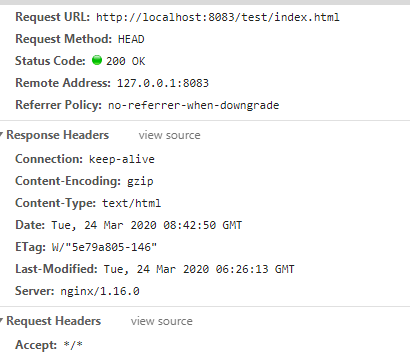 Request URL: http://localhost:8083/test/index.html
Request Method: HEAD
Status Code: 200 OK
Remote Address: 127.0.0.1:8083
Referrer Policy: no-referrer-when-downgrade
Response Headers view source
Connection: keep-alive
Content-Encoding: gzip
Content-Type: text/html
Date: Tue, 24 Mar 2020 08:42:50 GMT
ETag: W/"5e79a805-146"
Last-Modified: Tue, 24 Mar 2020 06:26:13 GMT
Server: nginx/1.16.0
Request Headers view source
Accept: */*